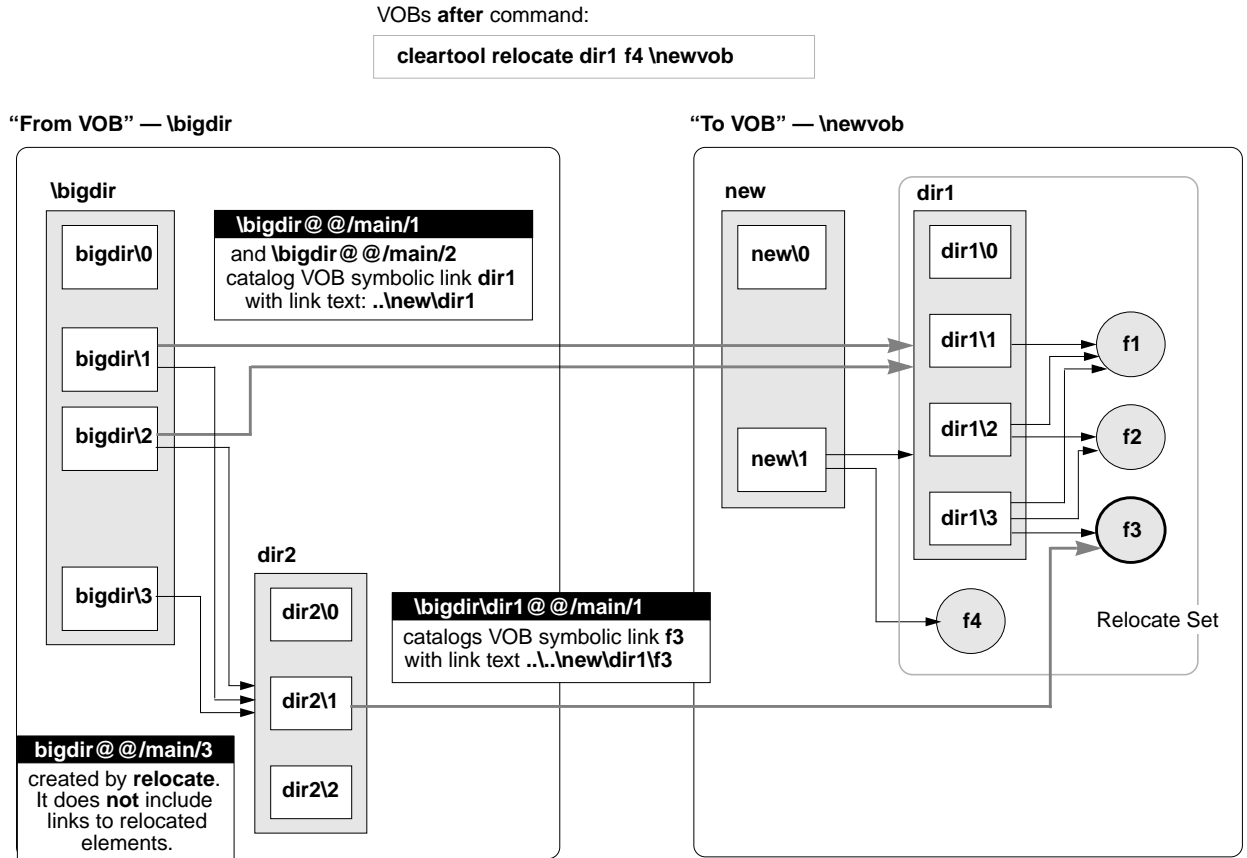 VOBs after command:
cleartool relocate dir1 f4 \newvob
“From VOB” — \bigdir
“To VOB” — \newvob
\bigdir
bigdir\0
bigdir\1
bigdir\2
bigdir\3
\bigdir@@/main/1
and \bigdir@@/main/2
catalog VOB symbolic link dir1
with link text: ..\new\dir1
dir2
dir2\0
dir2\1
dir2\2
\bigdir\dir1@@/main/1
catalogs VOB symbolic link f3
with link text ..\..\new\dir1\f3
bigdir@@/main/3
created by relocate.
It does not include
links to relocated
elements.
new
new\0
new\1
dir1
dir1\0
dir1\1
dir1\2
dir1\3
f1
f2
f3
f4
Relocate Set